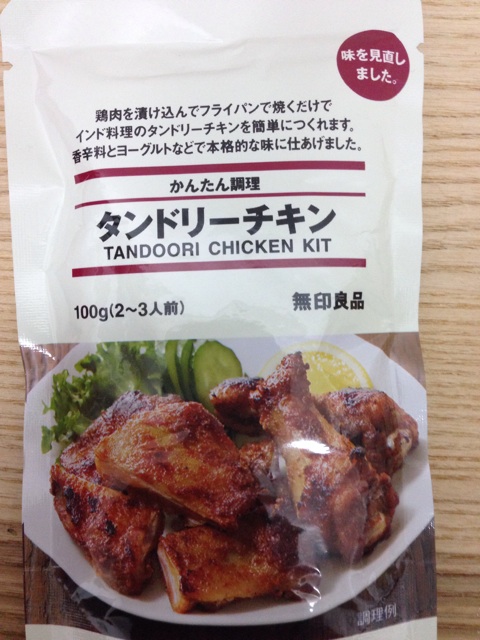 味を見直し
ました。
鶏肉を漬け込んでフライパンで焼くだけで
インド料理のタンドリーチキンを簡単につくれます。
香辛料とヨーグルトなどで本格的な味に仕あげました。
かんたん調理
タンドリーチキン
TANDOORI CHICKEN KIT
100g(2~3人前)
無印良品
調理例